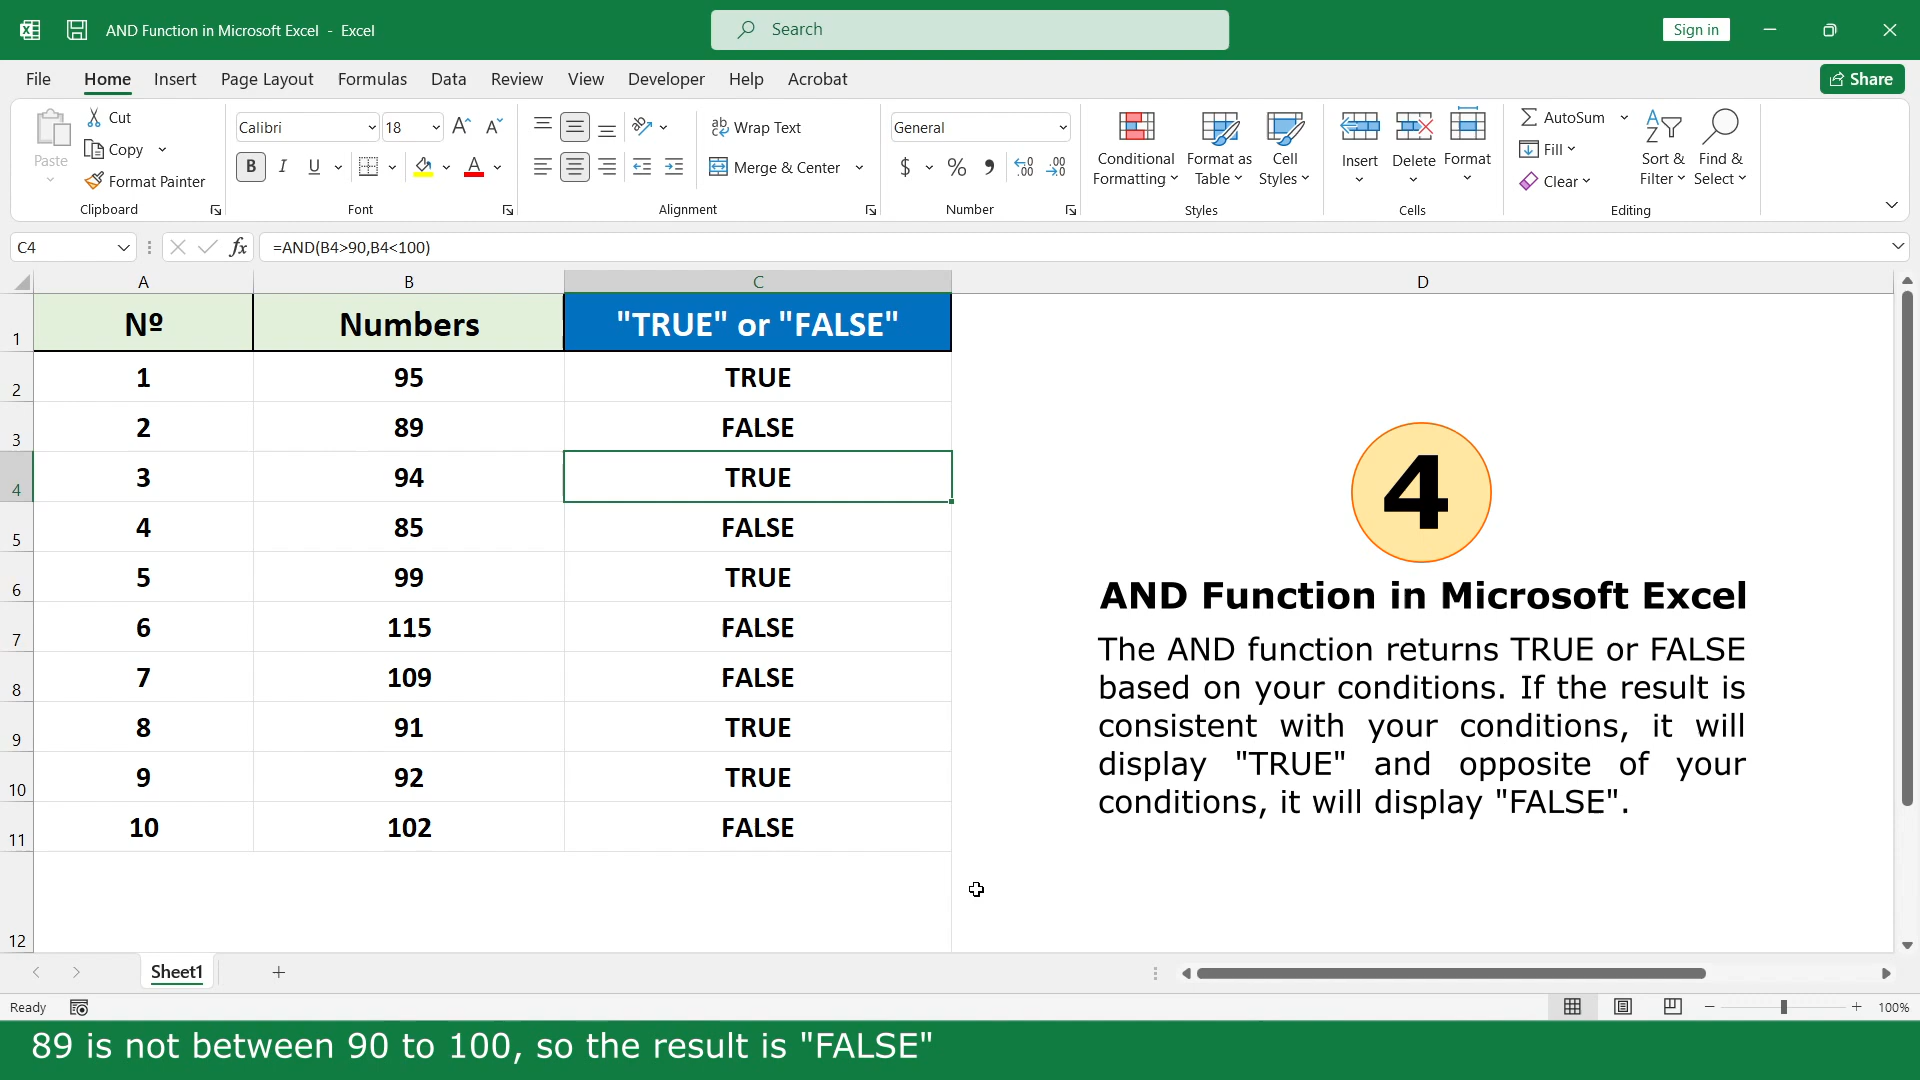 AND Function in Microsoft Excel - Excel
Search
Sign in
File Home Insert Page Layout Formulas Data Review View Developer Help Acrobat
Share
Paste
Cut
Copy
Format Painter
Clipboard
Calibri 18
B I U
Font
Wrap Text
Merge & Center
Alignment
General
$ % ,
Number
Conditional Formatting
Format as Table
Cell Styles
Styles
Insert Delete Format
Cells
AutoSum
Fill
Clear
Sort & Filter
Find & Select
Editing
C4 fx =AND(B4>90,B4<100)
A B C D
1 Nº Numbers "TRUE" or "FALSE"
2 1 95 TRUE
3 2 89 FALSE
4 3 94 TRUE
5 4 85 FALSE
6 5 99 TRUE
7 6 115 FALSE
8 7 109 FALSE
9 8 91 TRUE
10 9 92 TRUE
11 10 102 FALSE
12
4
AND Function in Microsoft Excel
The AND function returns TRUE or FALSE
based on your conditions. If the result is
consistent with your conditions, it will
display "TRUE" and opposite of your
conditions, it will display "FALSE".
Sheet1
Ready
100%
89 is not between 90 to 100, so the result is "FALSE"